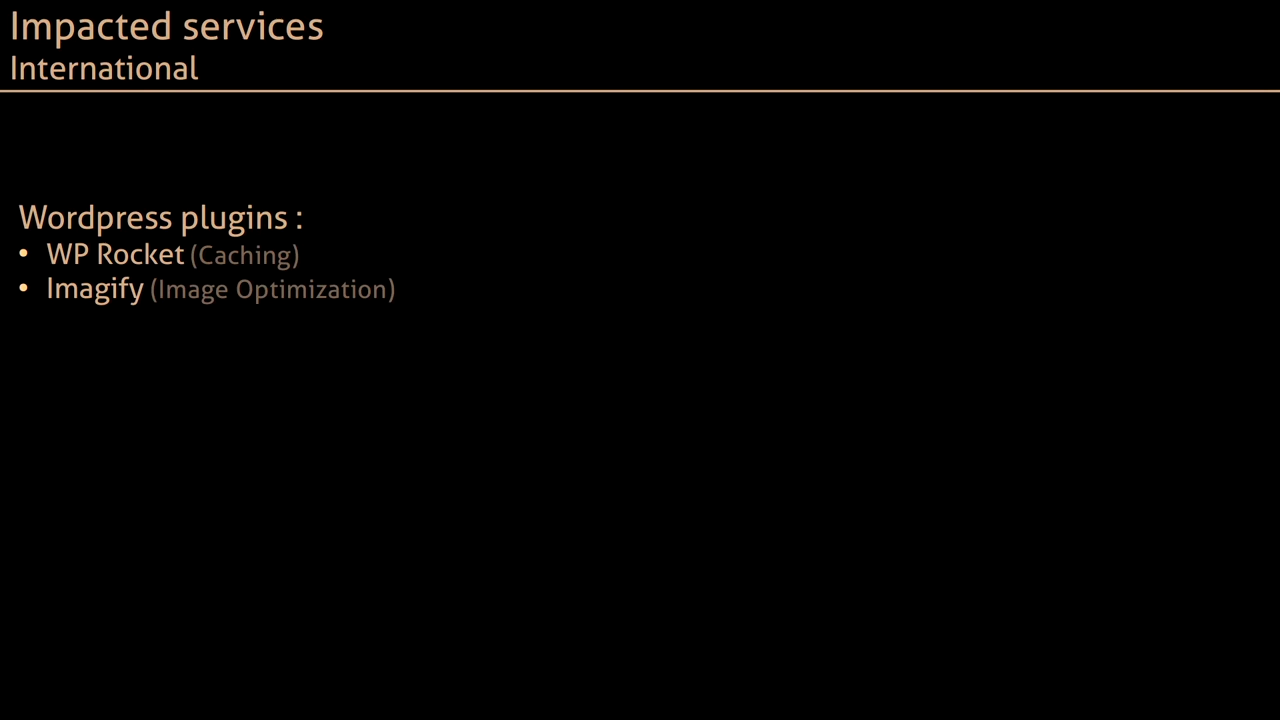 Impacted services
International
Wordpress plugins :
• WP Rocket (Caching)
• Imagify (Image Optimization)